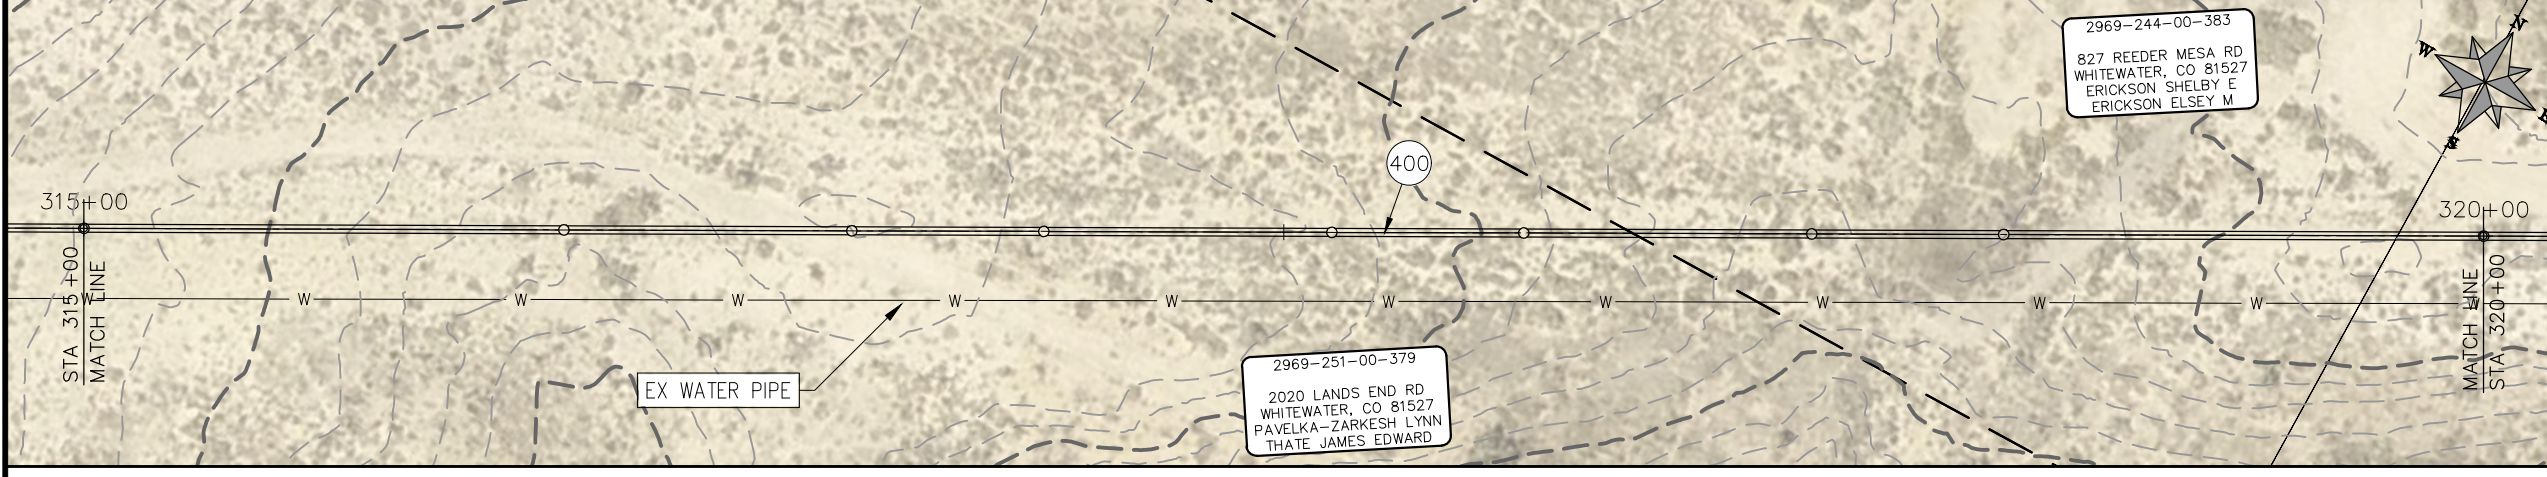 2969-244-00-383
827 REEDER MESA RD
WHITEWATER, CO 81527
ERICKSON SHELBY E
ERICKSON ELSEY M
N
W
E
S
400
315+00
320+00
STA 315+00
MATCH LINE
W W W W W W W W W W W W
MATCH LINE
STA 320+00
EX WATER PIPE
2969-251-00-379
2020 LANDS END RD
WHITEWATER, CO 81527
PAVELKA-ZARKESH LYNN
THATE JAMES EDWARD